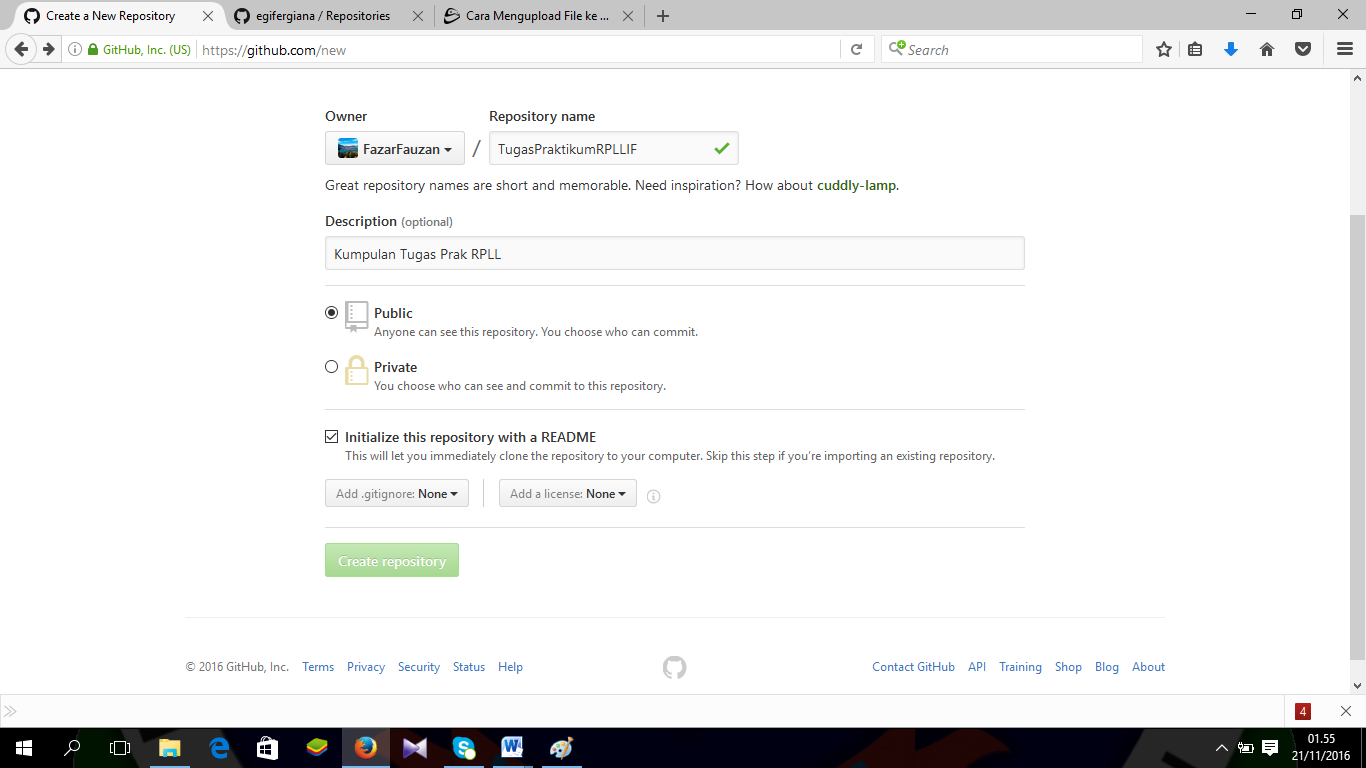 Create a New Repository
egifergiana / Repositories
Cara Mengupload File ke ...
GitHub, Inc. (US)
https://github.com/new
Search
Owner
Repository name
FazarFauzan
/
TugasPraktikumRPLLIF
Great repository names are short and memorable. Need inspiration? How about cuddly-lamp.
Description (optional)
Kumpulan Tugas Prak RPLL
Public
Anyone can see this repository. You choose who can commit.
Private
You choose who can see and commit to this repository.
Initialize this repository with a README
This will let you immediately clone the repository to your computer. Skip this step if you're importing an existing repository.
Add .gitignore: None
Add a license: None
Create repository
© 2016 GitHub, Inc. Terms Privacy Security Status Help
Contact GitHub API Training Shop Blog About
4
01.55
21/11/2016